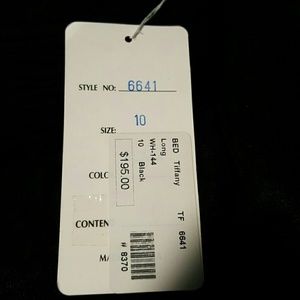 STYLE NO: 6641
SIZE: 10
COLO
CONTEN
MA
BED Tiffany TF 6641
Long
WH-144
10 Black
$195.00
# 8370